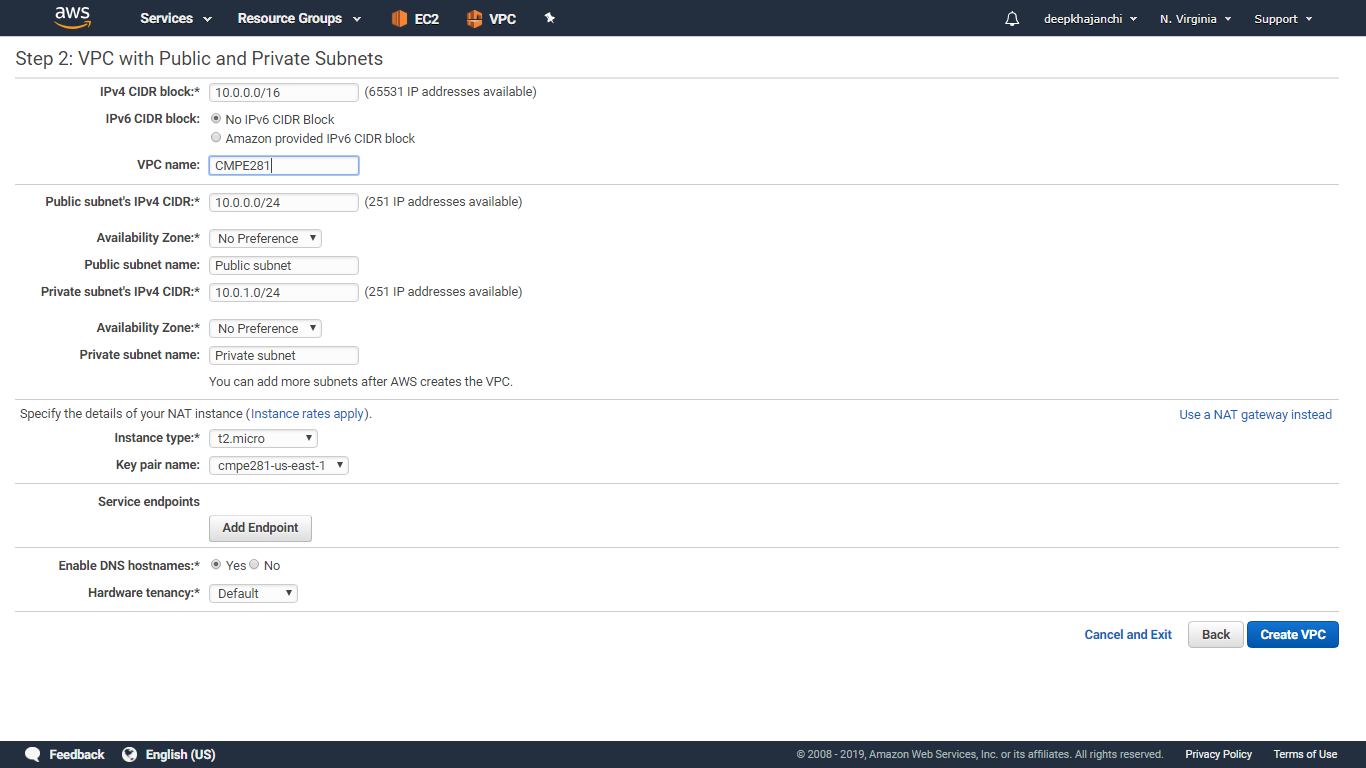 aws Services Resource Groups EC2 VPC deepkhajanchi N. Virginia Support
Step 2: VPC with Public and Private Subnets
IPv4 CIDR block:* 10.0.0.0/16 (65531 IP addresses available)
IPv6 CIDR block: No IPv6 CIDR Block
Amazon provided IPv6 CIDR block
VPC name: CMPE281
Public subnet's IPv4 CIDR:* 10.0.0.0/24 (251 IP addresses available)
Availability Zone:* No Preference
Public subnet name: Public subnet
Private subnet's IPv4 CIDR:* 10.0.1.0/24 (251 IP addresses available)
Availability Zone:* No Preference
Private subnet name: Private subnet
You can add more subnets after AWS creates the VPC.
Specify the details of your NAT instance (Instance rates apply). Use a NAT gateway instead
Instance type:* t2.micro
Key pair name: cmpe281-us-east-1
Service endpoints
Add Endpoint
Enable DNS hostnames:* Yes No
Hardware tenancy:* Default
Cancel and Exit Back Create VPC
Feedback English (US) © 2008 - 2019, Amazon Web Services, Inc. or its affiliates. All rights reserved. Privacy Policy Terms of Use